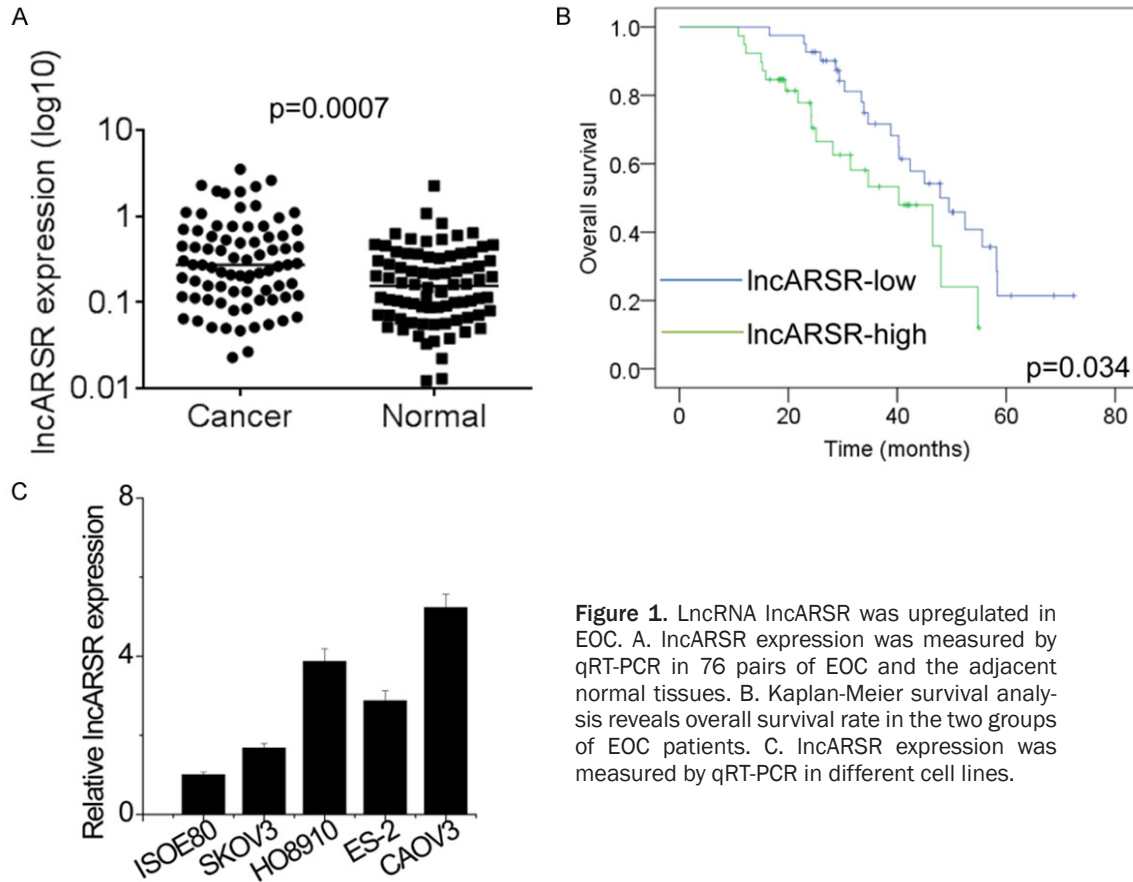 A
lncARSR expression (log10)
p=0.0007
10
1
0.1
0.01
Cancer
Normal
B
Overall survival
1.0
0.8
0.6
0.4
0.2
0.0
lncARSR-low
lncARSR-high
p=0.034
0
20
40
60
80
Time (months)
C
Relative lncARSR expression
8
4
0
ISOE80
SKOV3
HO8910
ES-2
CAOV3
Figure 1. LncRNA lncARSR was upregulated in
EOC. A. lncARSR expression was measured by
qRT-PCR in 76 pairs of EOC and the adjacent
normal tissues. B. Kaplan-Meier survival analy-
sis reveals overall survival rate in the two groups
of EOC patients. C. lncARSR expression was
measured by qRT-PCR in different cell lines.